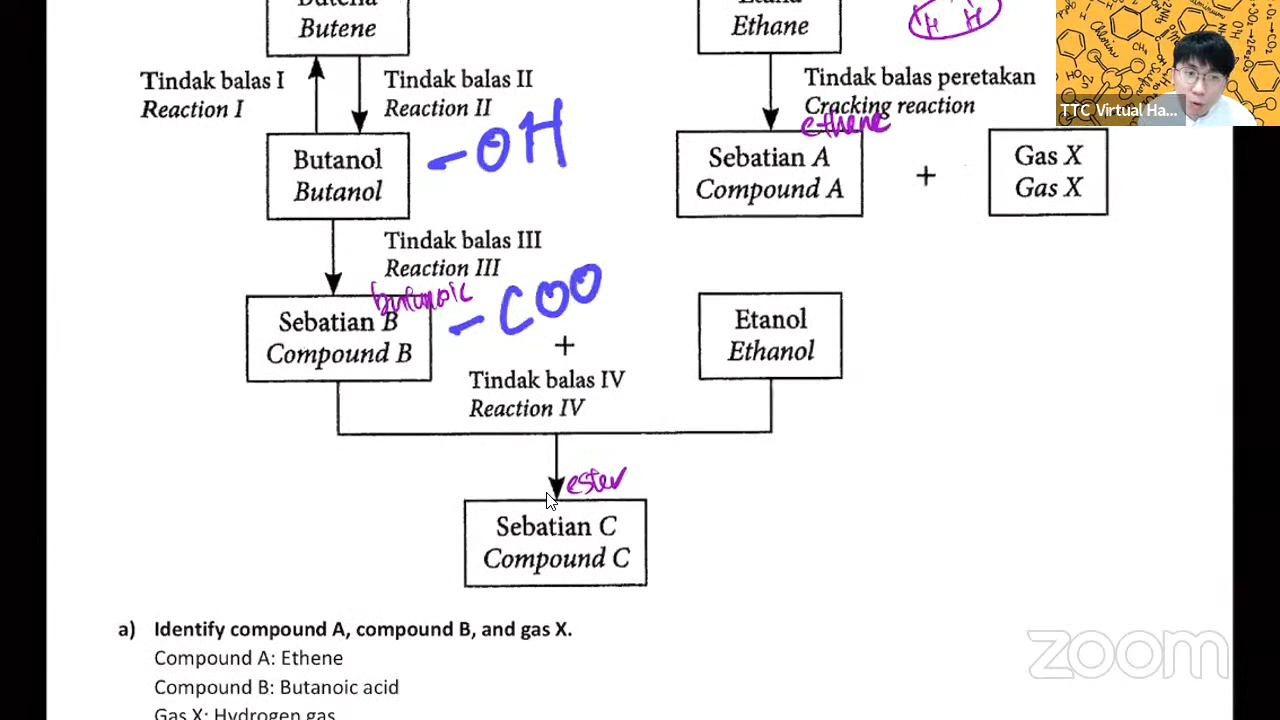 Butena
Butene
Etana
Ethane
H H
Tindak balas I
Reaction I
Tindak balas II
Reaction II
Tindak balas peretakan
Cracking reaction
TTC Virtual Ha...
ethene
Butanol
Butanol
-OH
Sebatian A
Compound A
+
Gas X
Gas X
Tindak balas III
Reaction III
butanoic
-COO
Sebatian B
Compound B
+
Etanol
Ethanol
Tindak balas IV
Reaction IV
ester
Sebatian C
Compound C
a) Identify compound A, compound B, and gas X.
Compound A: Ethene
Compound B: Butanoic acid
Gas X: Hydrogen gas
zoom